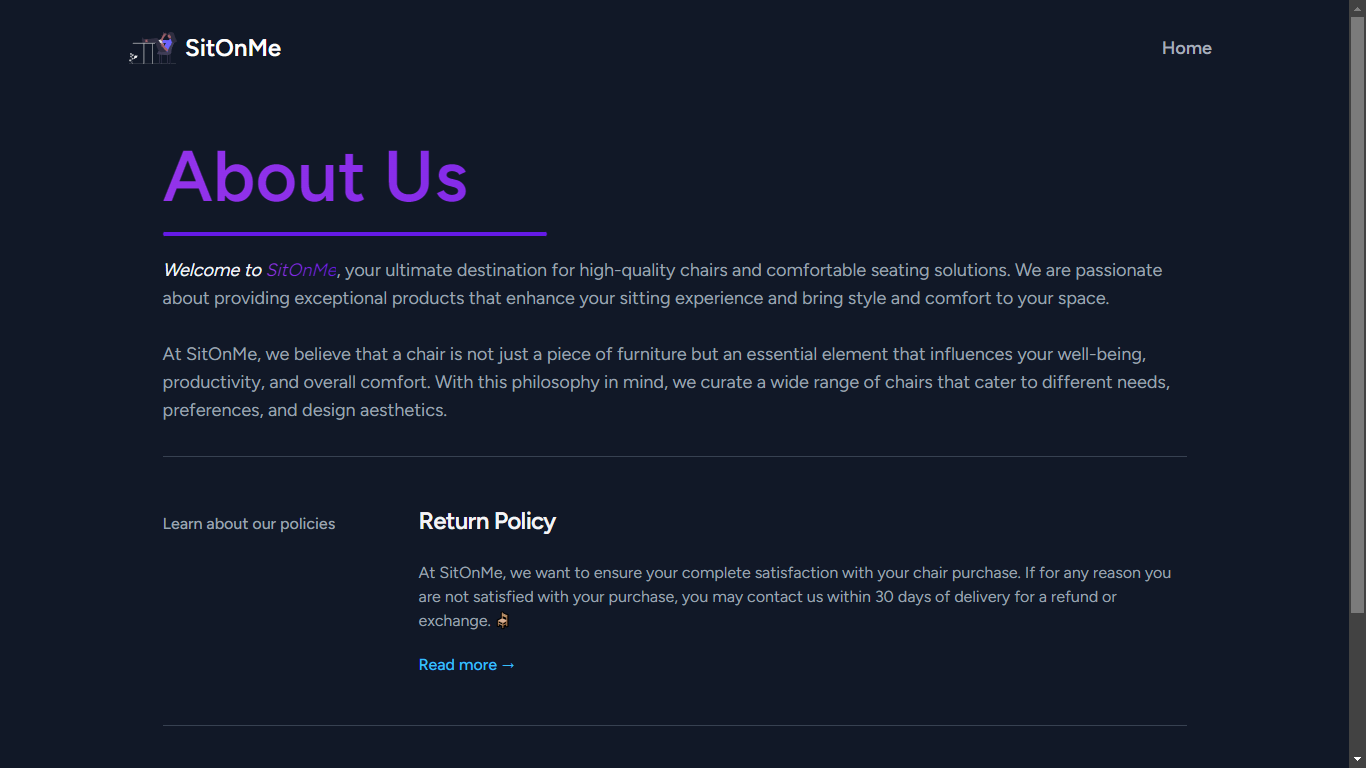 SitOnMe
Home
About Us
Welcome to SitOnMe, your ultimate destination for high-quality chairs and comfortable seating solutions. We are passionate
about providing exceptional products that enhance your sitting experience and bring style and comfort to your space.
At SitOnMe, we believe that a chair is not just a piece of furniture but an essential element that influences your well-being,
productivity, and overall comfort. With this philosophy in mind, we curate a wide range of chairs that cater to different needs,
preferences, and design aesthetics.
Learn about our policies
Return Policy
At SitOnMe, we want to ensure your complete satisfaction with your chair purchase. If for any reason you
are not satisfied with your purchase, you may contact us within 30 days of delivery for a refund or
exchange. 🪑
Read more →